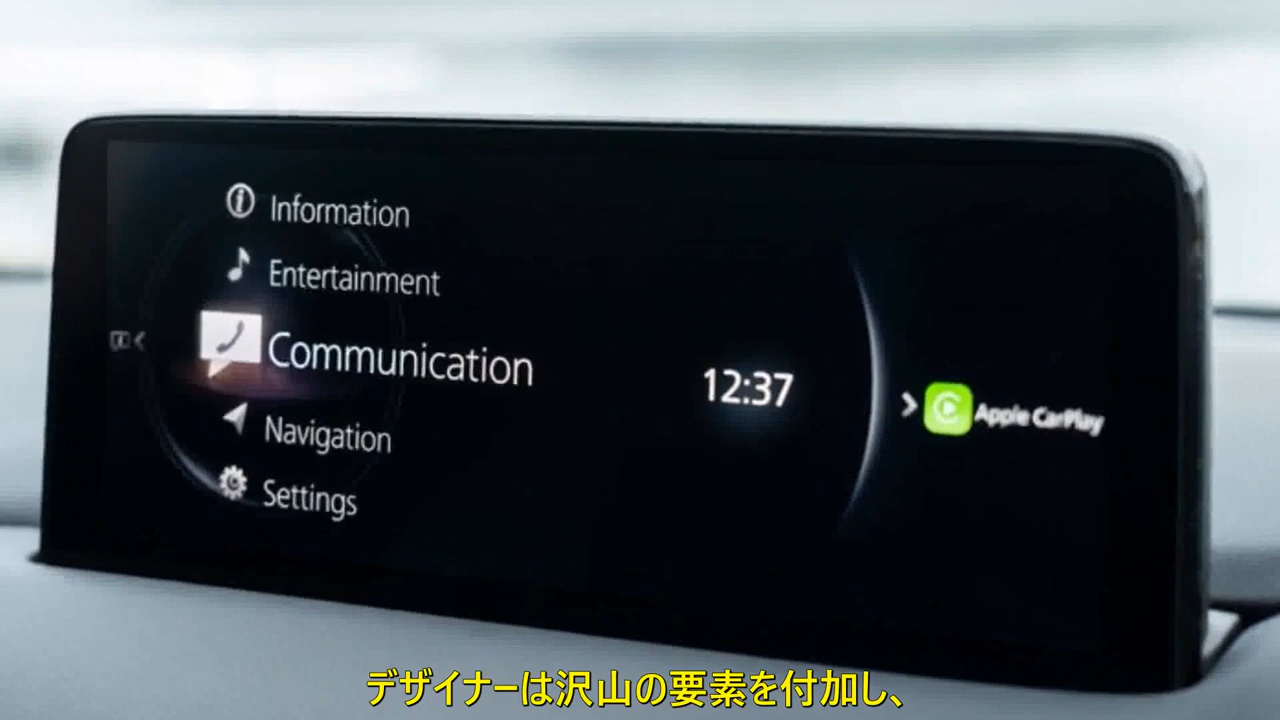 Information
Entertainment
Communication
12:37
Apple CarPlay
Navigation
Settings
デザイナーは沢山の要素を付加し、